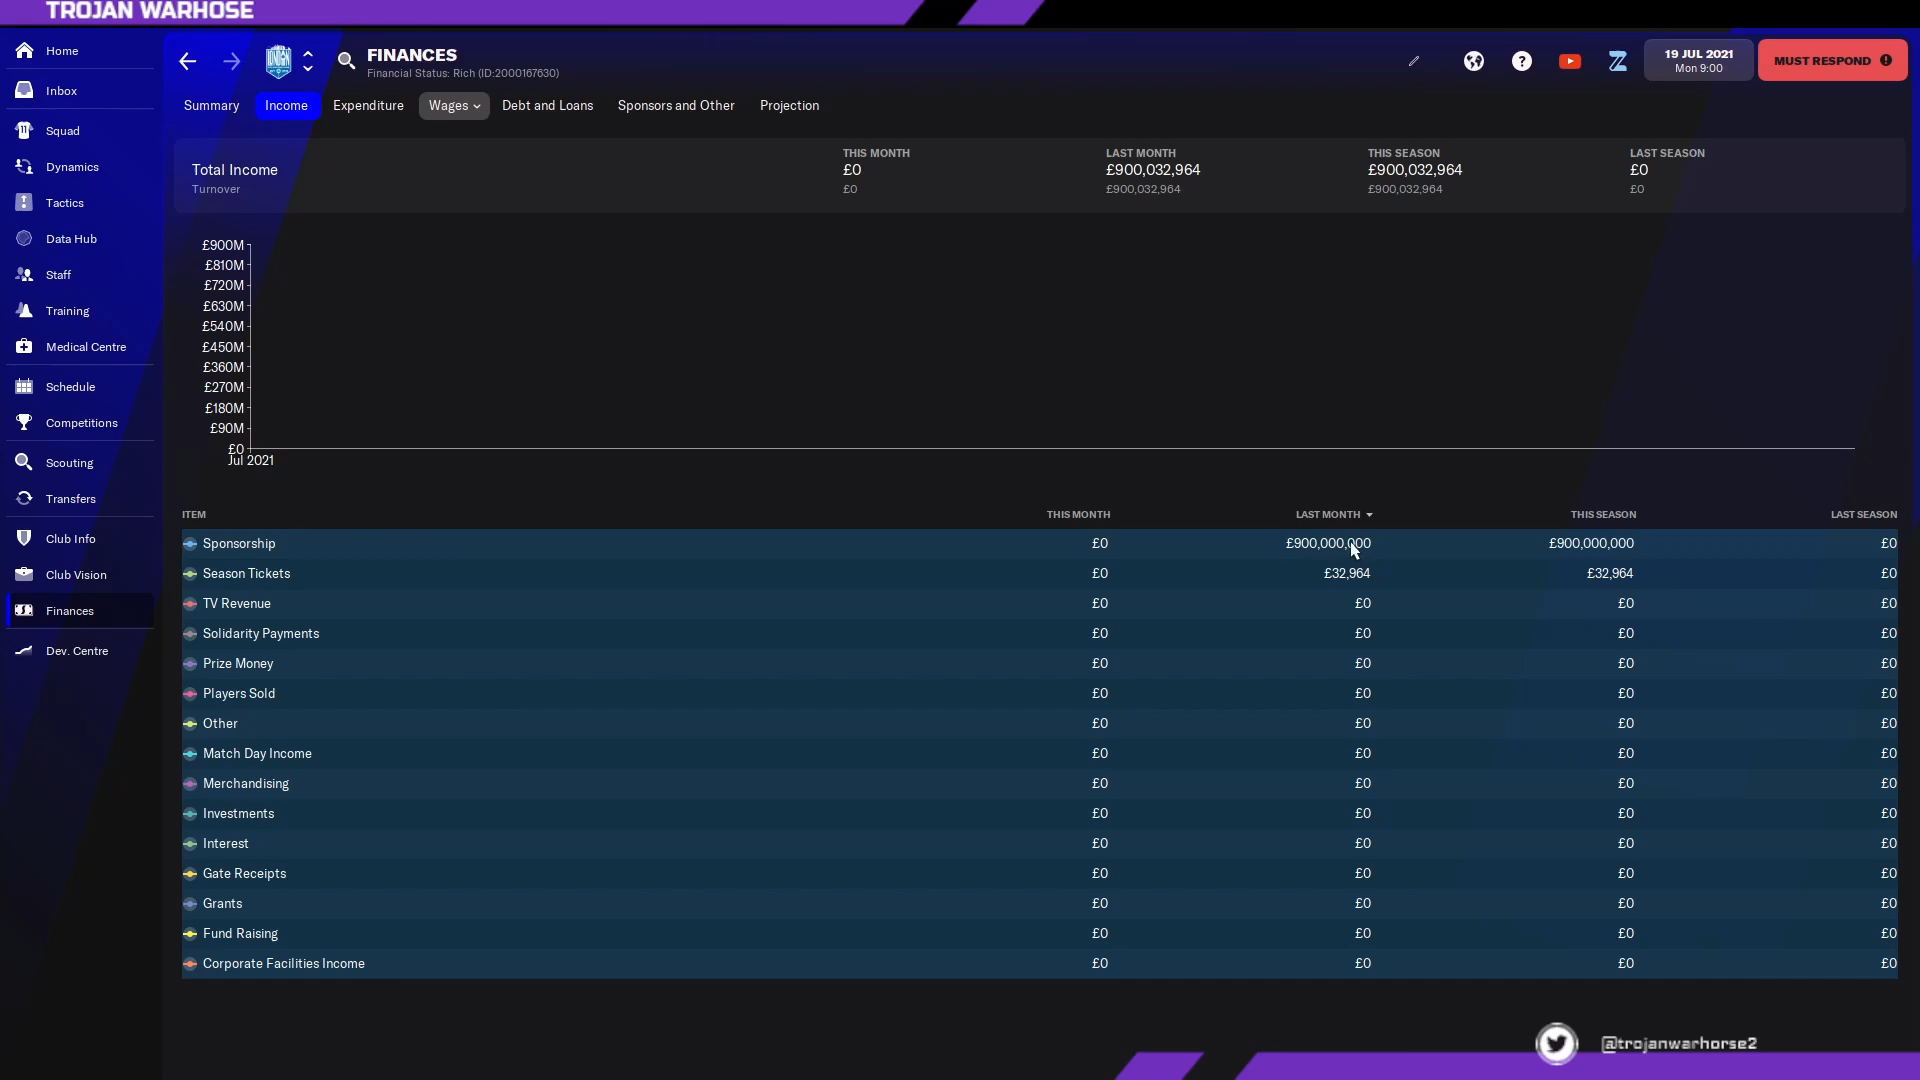 TROJAN WARHOSE
Home
Inbox
Squad
Dynamics
Tactics
Data Hub
Staff
Training
Medical Centre
Schedule
Competitions
Scouting
Transfers
Club Info
Club Vision
Finances
Dev. Centre
FINANCES
Financial Status: Rich (ID:2000167630)
19 JUL 2021
Mon 9:00
MUST RESPOND
Summary Income Expenditure Wages Debt and Loans Sponsors and Other Projection
THIS MONTH LAST MONTH THIS SEASON LAST SEASON
Total Income £0 £900,032,964 £900,032,964 £0
Turnover £0 £900,032,964 £900,032,964 £0
£900M
£810M
£720M
£630M
£540M
£450M
£360M
£270M
£180M
£90M
£0
Jul 2021
ITEM THIS MONTH LAST MONTH THIS SEASON LAST SEASON
Sponsorship £0 £900,000,000 £900,000,000 £0
Season Tickets £0 £32,964 £32,964 £0
TV Revenue £0 £0 £0 £0
Solidarity Payments £0 £0 £0 £0
Prize Money £0 £0 £0 £0
Players Sold £0 £0 £0 £0
Other £0 £0 £0 £0
Match Day Income £0 £0 £0 £0
Merchandising £0 £0 £0 £0
Investments £0 £0 £0 £0
Interest £0 £0 £0 £0
Gate Receipts £0 £0 £0 £0
Grants £0 £0 £0 £0
Fund Raising £0 £0 £0 £0
Corporate Facilities Income £0 £0 £0 £0
@trojanwarhorse2